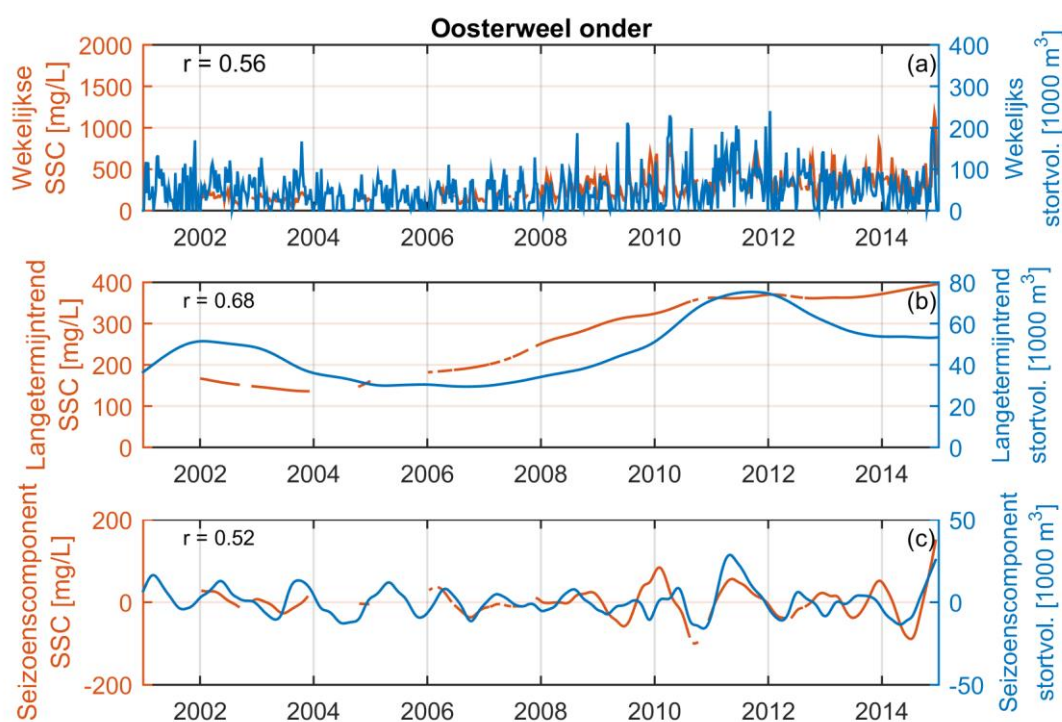 Oosterweel onder
Wekelijkse
SSC [mg/L]
2000
1500
1000
500
0
r = 0.56
(a)
400
300
200
100
0
Wekelijks
stortvol. [1000 m³]
2002 2004 2006 2008 2010 2012 2014
Langetermijntrend
SSC [mg/L]
400
300
200
100
0
r = 0.68
(b)
80
60
40
20
0
Langetermijntrend
stortvol. [1000 m³]
2002 2004 2006 2008 2010 2012 2014
Seizoenscomponent
SSC [mg/L]
200
0
-200
r = 0.52
(c)
50
0
-50
Seizoenscomponent
stortvol. [1000 m³]
2002 2004 2006 2008 2010 2012 2014